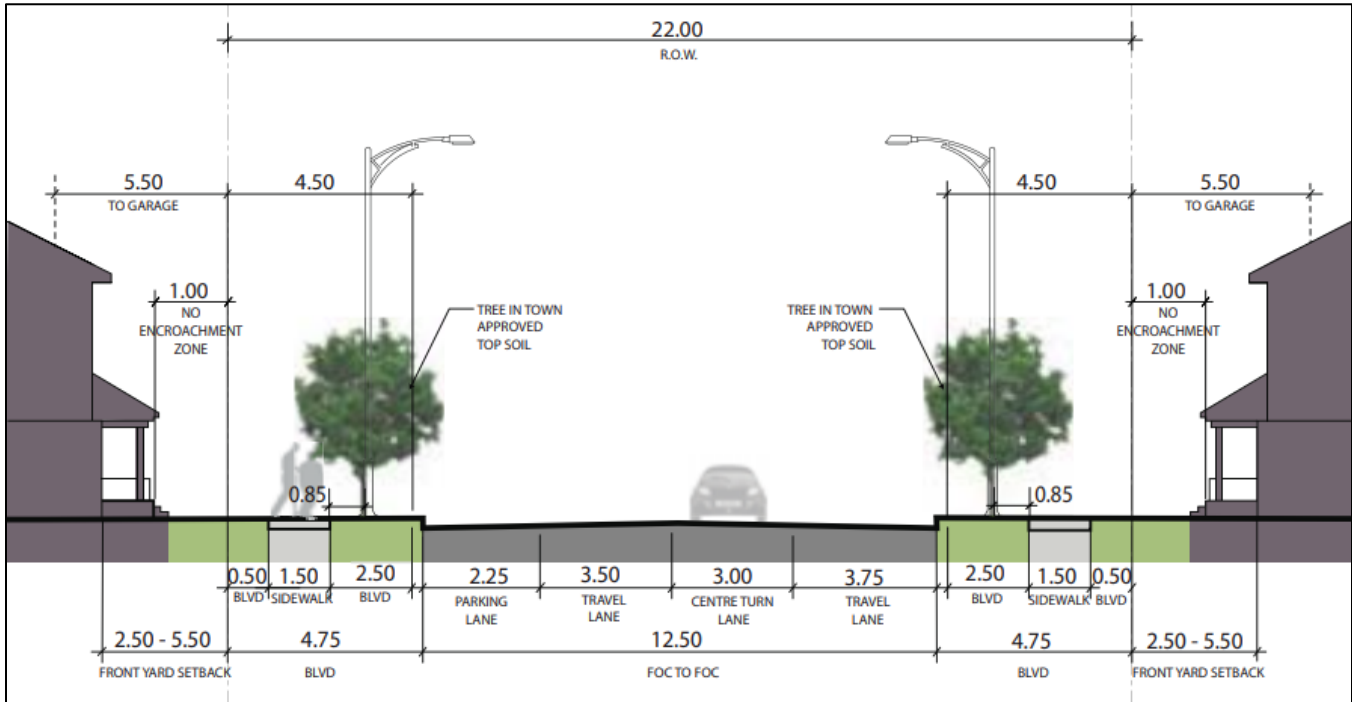 22.00
R.O.W.
5.50
TO GARAGE
4.50
4.50
5.50
TO GARAGE
1.00
NO
ENCROACHMENT
ZONE
TREE IN TOWN
APPROVED
TOP SOIL
TREE IN TOWN
APPROVED
TOP SOIL
1.00
NO
ENCROACHMENT
ZONE
0.85
0.85
0.50
BLVD
1.50
SIDEWALK
2.50
BLVD
2.25
PARKING
LANE
3.50
TRAVEL
LANE
3.00
CENTRE TURN
LANE
3.75
TRAVEL
LANE
2.50
BLVD
1.50
SIDEWALK
0.50
BLVD
2.50 - 5.50
FRONT YARD SETBACK
4.75
BLVD
12.50
FOC TO FOC
4.75
BLVD
2.50 - 5.50
FRONT YARD SETBACK